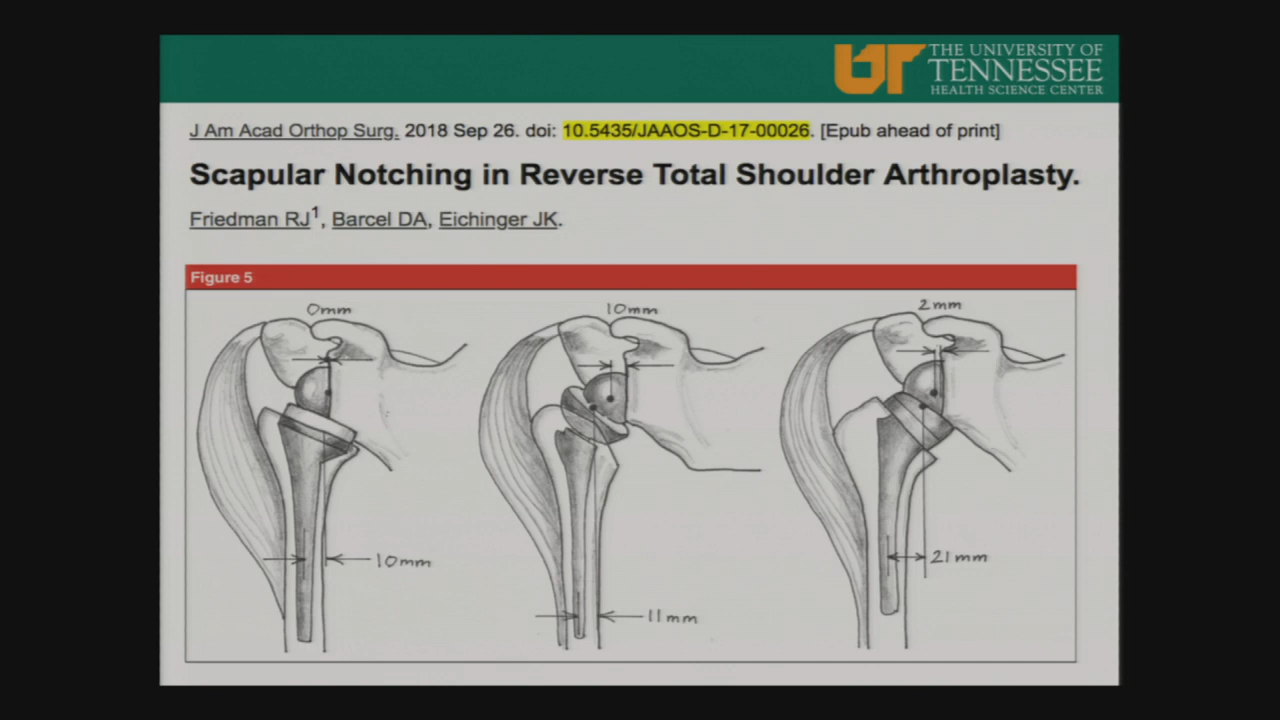 THE UNIVERSITY OF
TENNESSEE
HEALTH SCIENCE CENTER
J Am Acad Orthop Surg. 2018 Sep 26. doi: 10.5435/JAAOS-D-17-00026. [Epub ahead of print]
Scapular Notching in Reverse Total Shoulder Arthroplasty.
Friedman RJ1, Barcel DA, Eichinger JK.
Figure 5
0mm
10mm
2mm
10mm
11mm
21mm